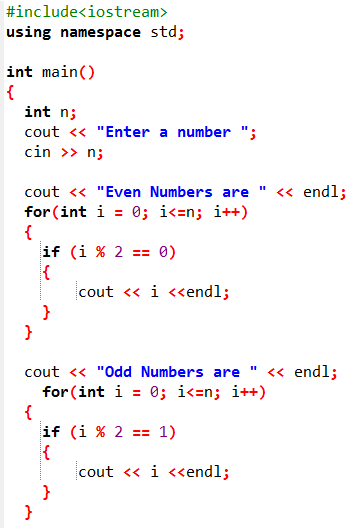 #include<iostream>
using namespace std;
int main()
{
int n;
cout << "Enter a number ";
cin >> n;
cout << "Even Numbers are " << endl;
for(int i = 0; i<=n; i++)
{
if (i % 2 == 0)
{
cout << i <<endl;
}
}
cout << "Odd Numbers are " << endl;
for(int i = 0; i<=n; i++)
{
if (i % 2 == 1)
{
cout << i <<endl;
}
}